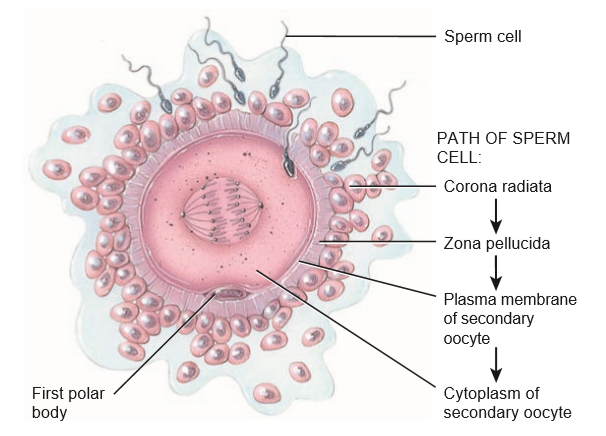 Sperm cell
PATH OF SPERM
CELL:
Corona radiata
Zona pellucida
Plasma membrane
of secondary
oocyte
First polar
body
Cytoplasm of
secondary oocyte